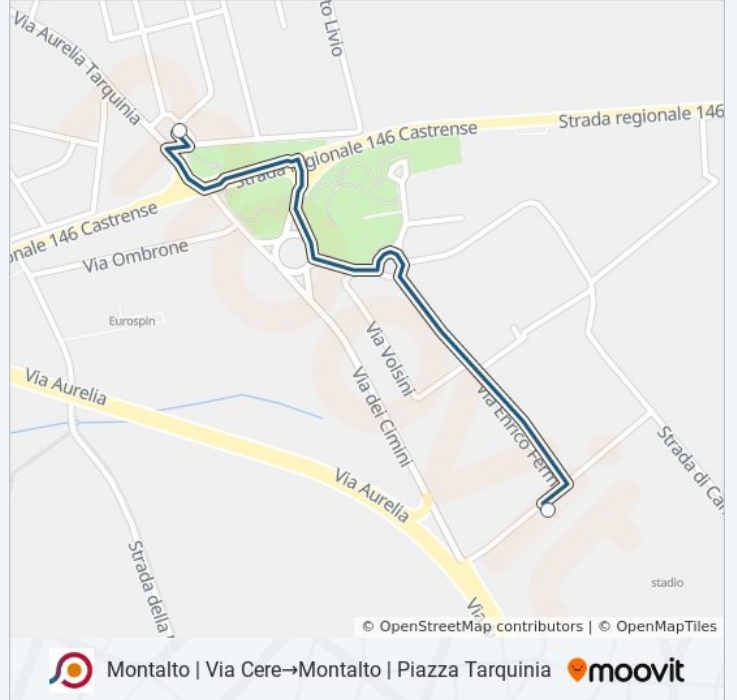 to Livio
Via Aurelia Tarquinia
Strada regionale 146
Strada regionale 146 Castrense
onale 146 Castrense
Via Ombrone
Eurospin
Via Volsini
Via Aurelia
Via dei Cimini
Via Enrico Fermi
Strada di Car
Via Aurelia
Strada della
stadio
Via
© OpenStreetMap contributors | © OpenMapTiles
Montalto | Via Cere→Montalto | Piazza Tarquinia moovit